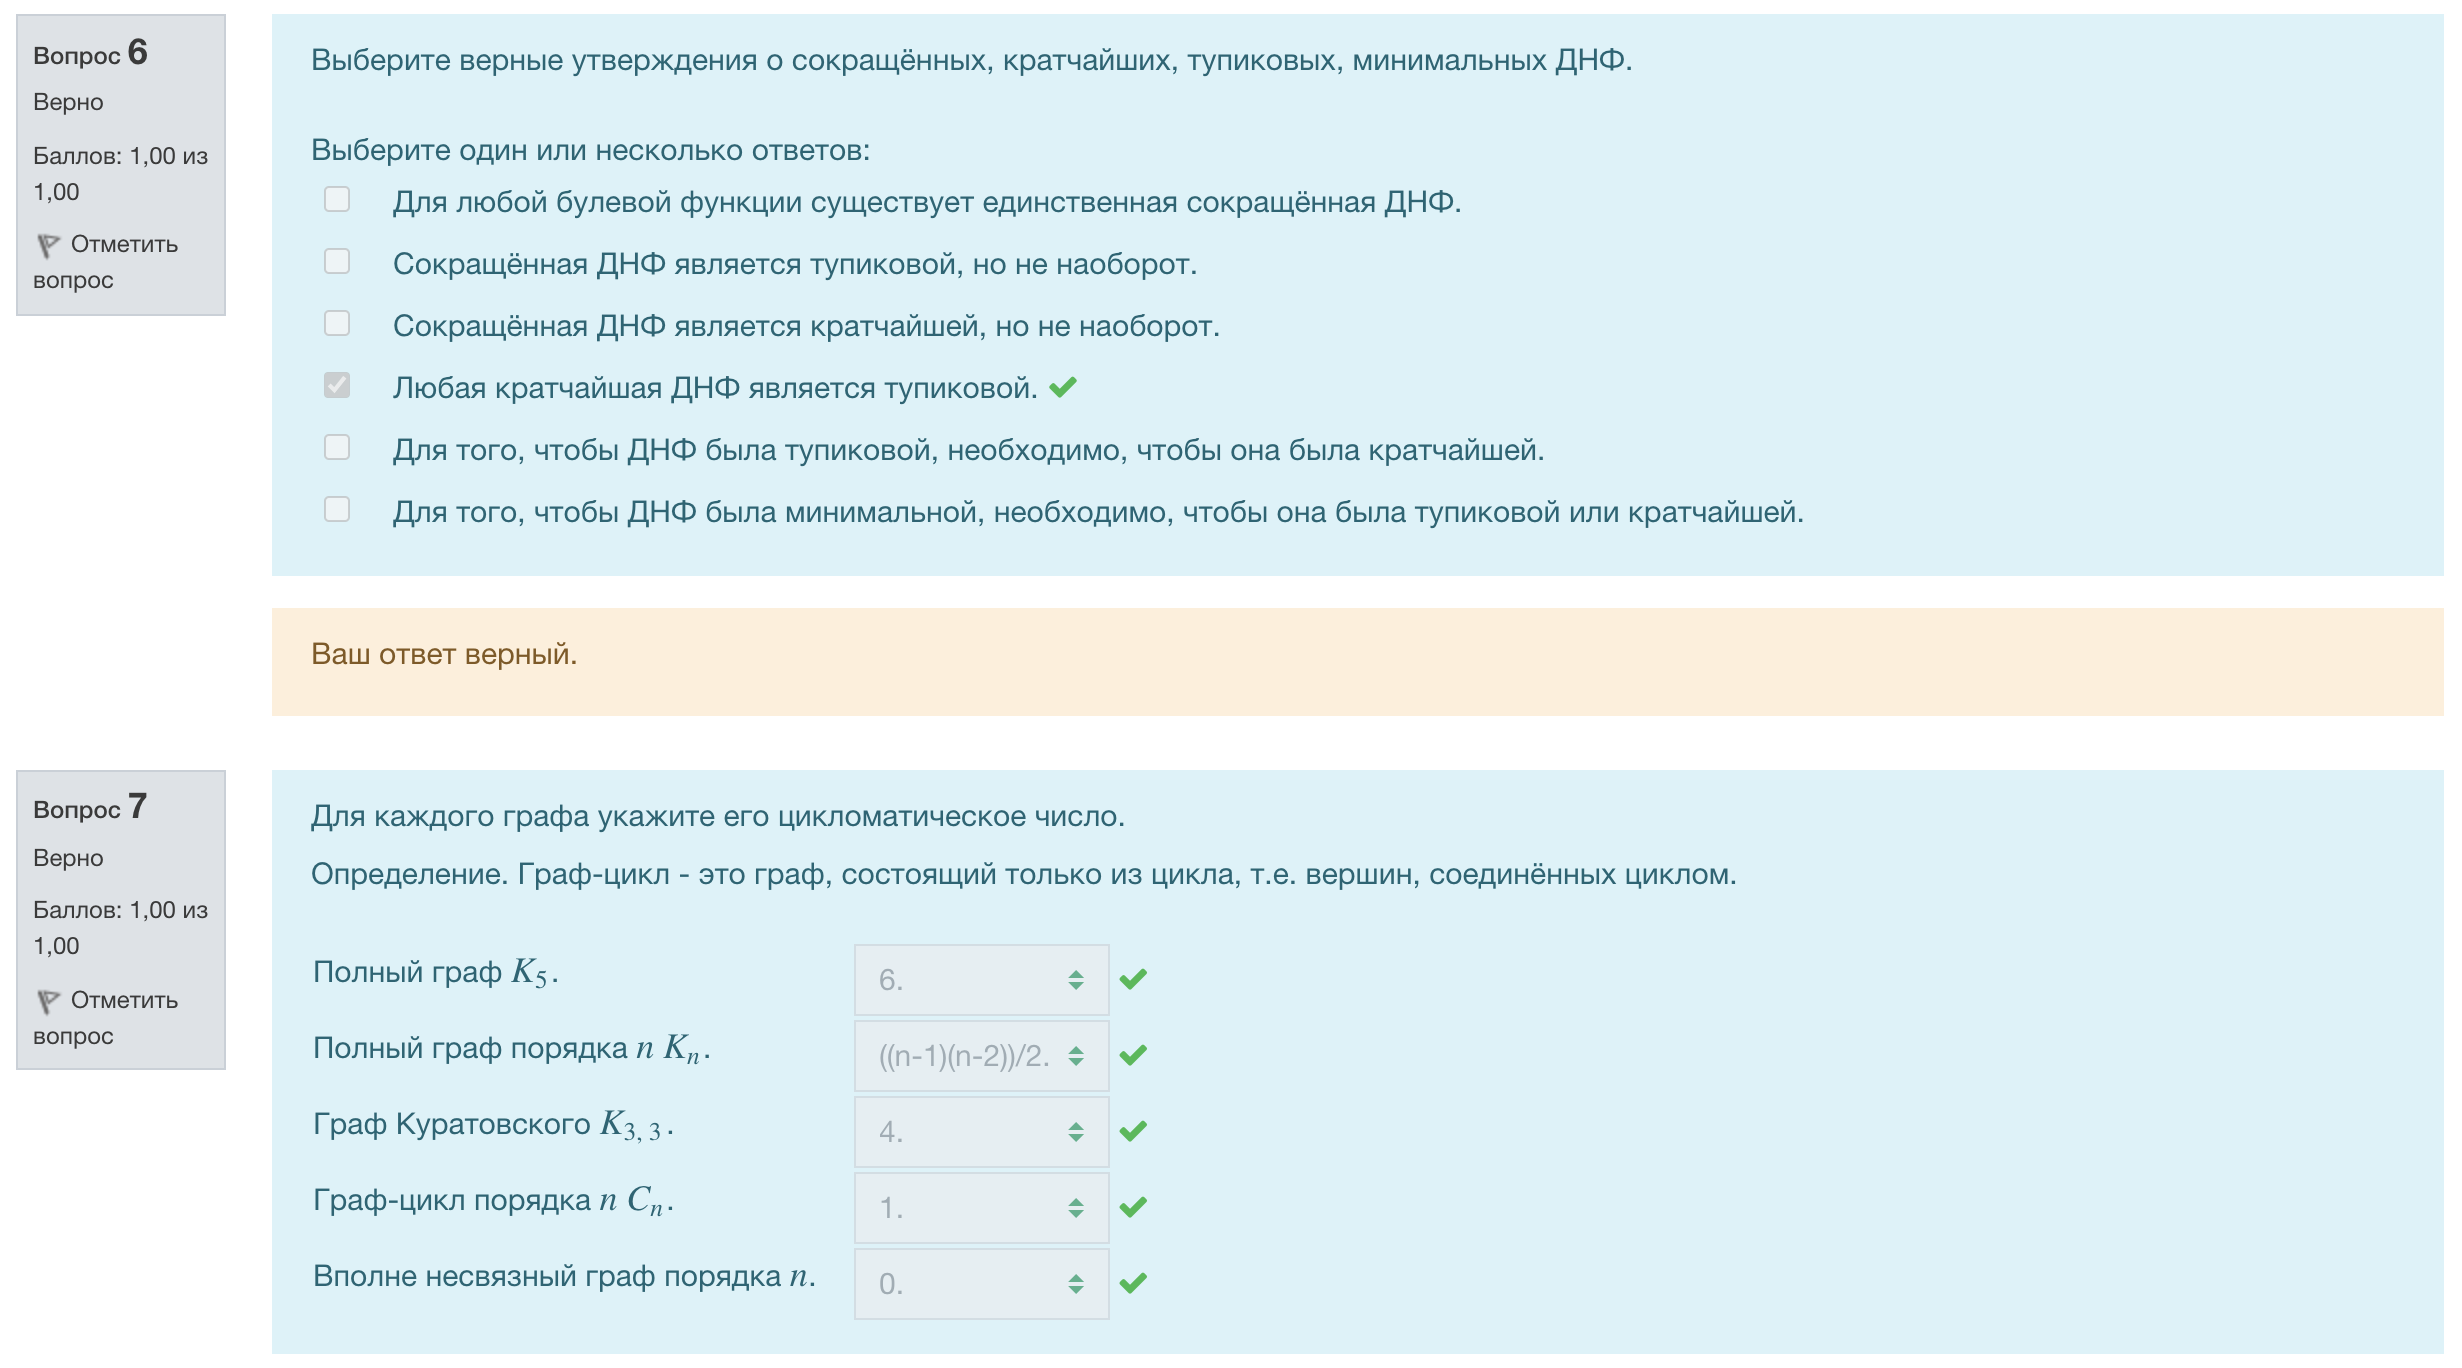 Вопрос 6
Верно
Баллов: 1,00 из
1,00
Отметить
вопрос
Выберите верные утверждения о сокращённых, кратчайших, тупиковых, минимальных ДНФ.
Выберите один или несколько ответов:
Для любой булевой функции существует единственная сокращённая ДНФ.
Сокращённая ДНФ является тупиковой, но не наоборот.
Сокращённая ДНФ является кратчайшей, но не наоборот.
Любая кратчайшая ДНФ является тупиковой.
Для того, чтобы ДНФ была тупиковой, необходимо, чтобы она была кратчайшей.
Для того, чтобы ДНФ была минимальной, необходимо, чтобы она была тупиковой или кратчайшей.
Ваш ответ верный.
Вопрос 7
Верно
Баллов: 1,00 из
1,00
Отметить
вопрос
Для каждого графа укажите его цикломатическое число.
Определение. Граф-цикл - это граф, состоящий только из цикла, т.е. вершин, соединённых циклом.
Полный граф K₅. 6.
Полный граф порядка n Kₙ. ((n-1)(n-2))/2.
Граф Куратовского K₃, ₃. 4.
Граф-цикл порядка n Cₙ. 1.
Вполне несвязный граф порядка n. 0.